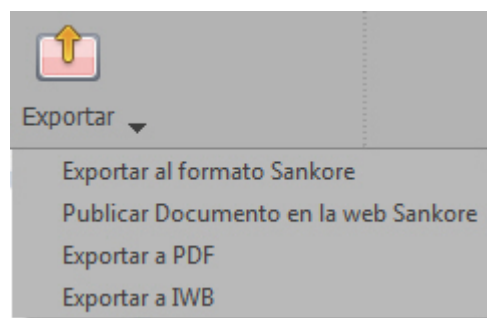 Exportar
Exportar al formato Sankore
Publicar Documento en la web Sankore
Exportar a PDF
Exportar a IWB